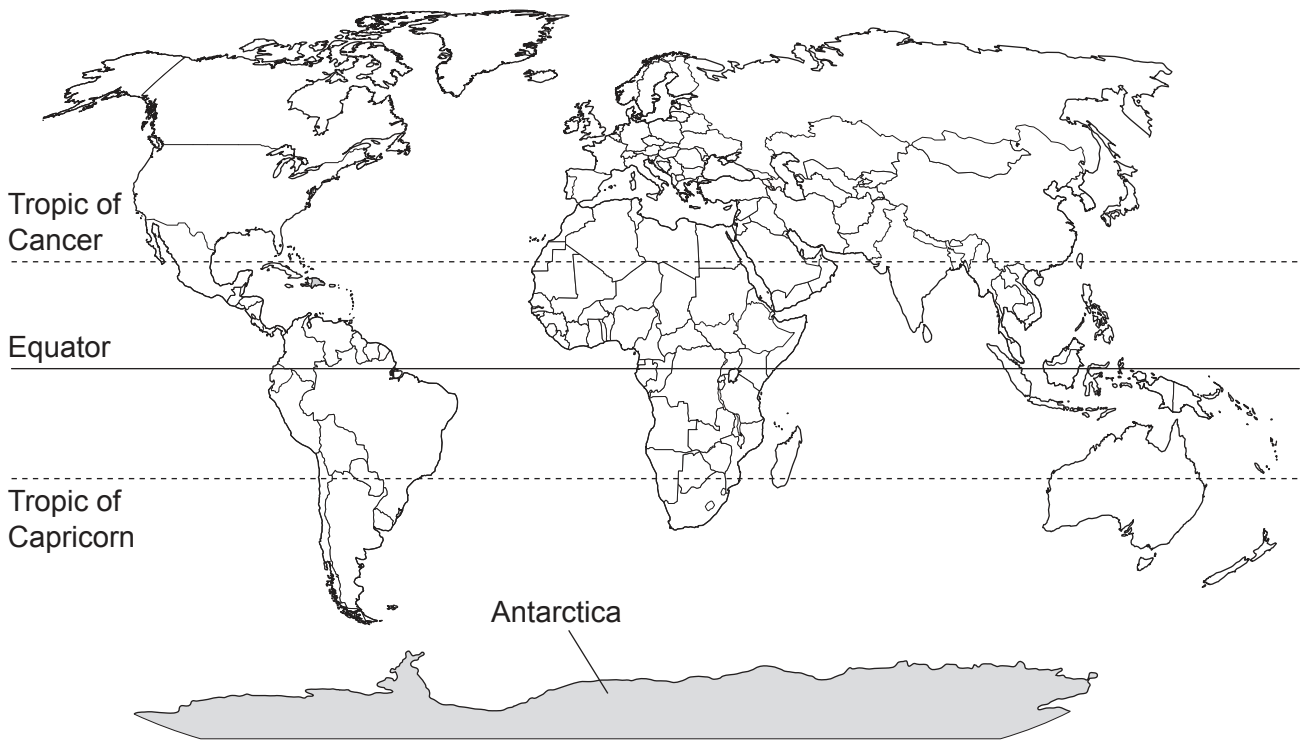 Tropic of
Cancer
Equator
Tropic of
Capricorn
Antarctica